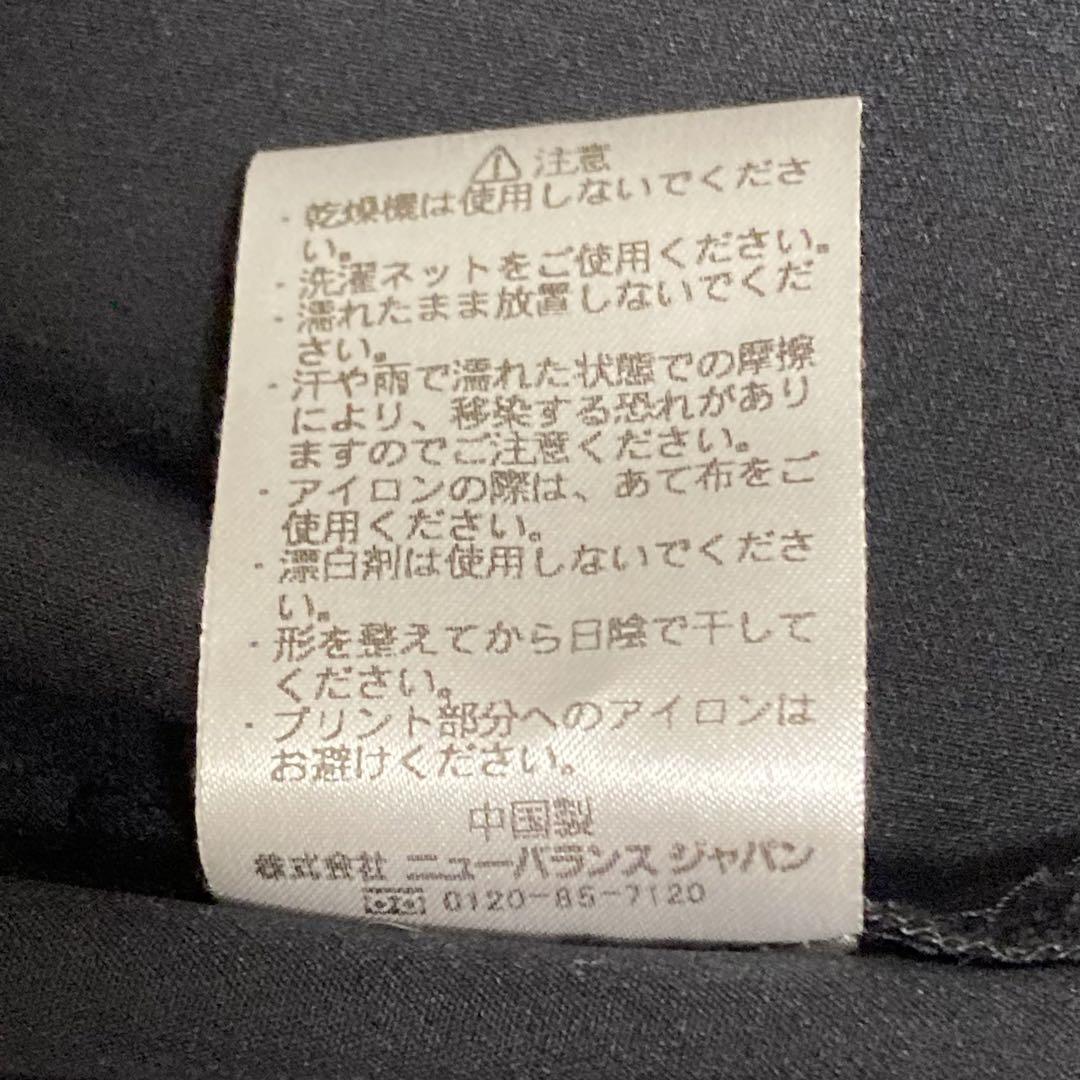 ⚠ 注意
・乾燥機は使用しないでくださ
い。
・洗濯ネットをご使用ください。
・濡れたまま放置しないでくだ
さい。
・汗や雨で濡れた状態での摩擦
により、移染する恐れがあり
ますのでご注意ください。
・アイロンの際は、あて布をご
使用ください。
・漂白剤は使用しないでくださ
い。
・形を整えてから日陰で干して
ください。
・プリント部分へのアイロンは
お避けください。
中国製
株式会社 ニューバランス ジャパン
0120-85-7120